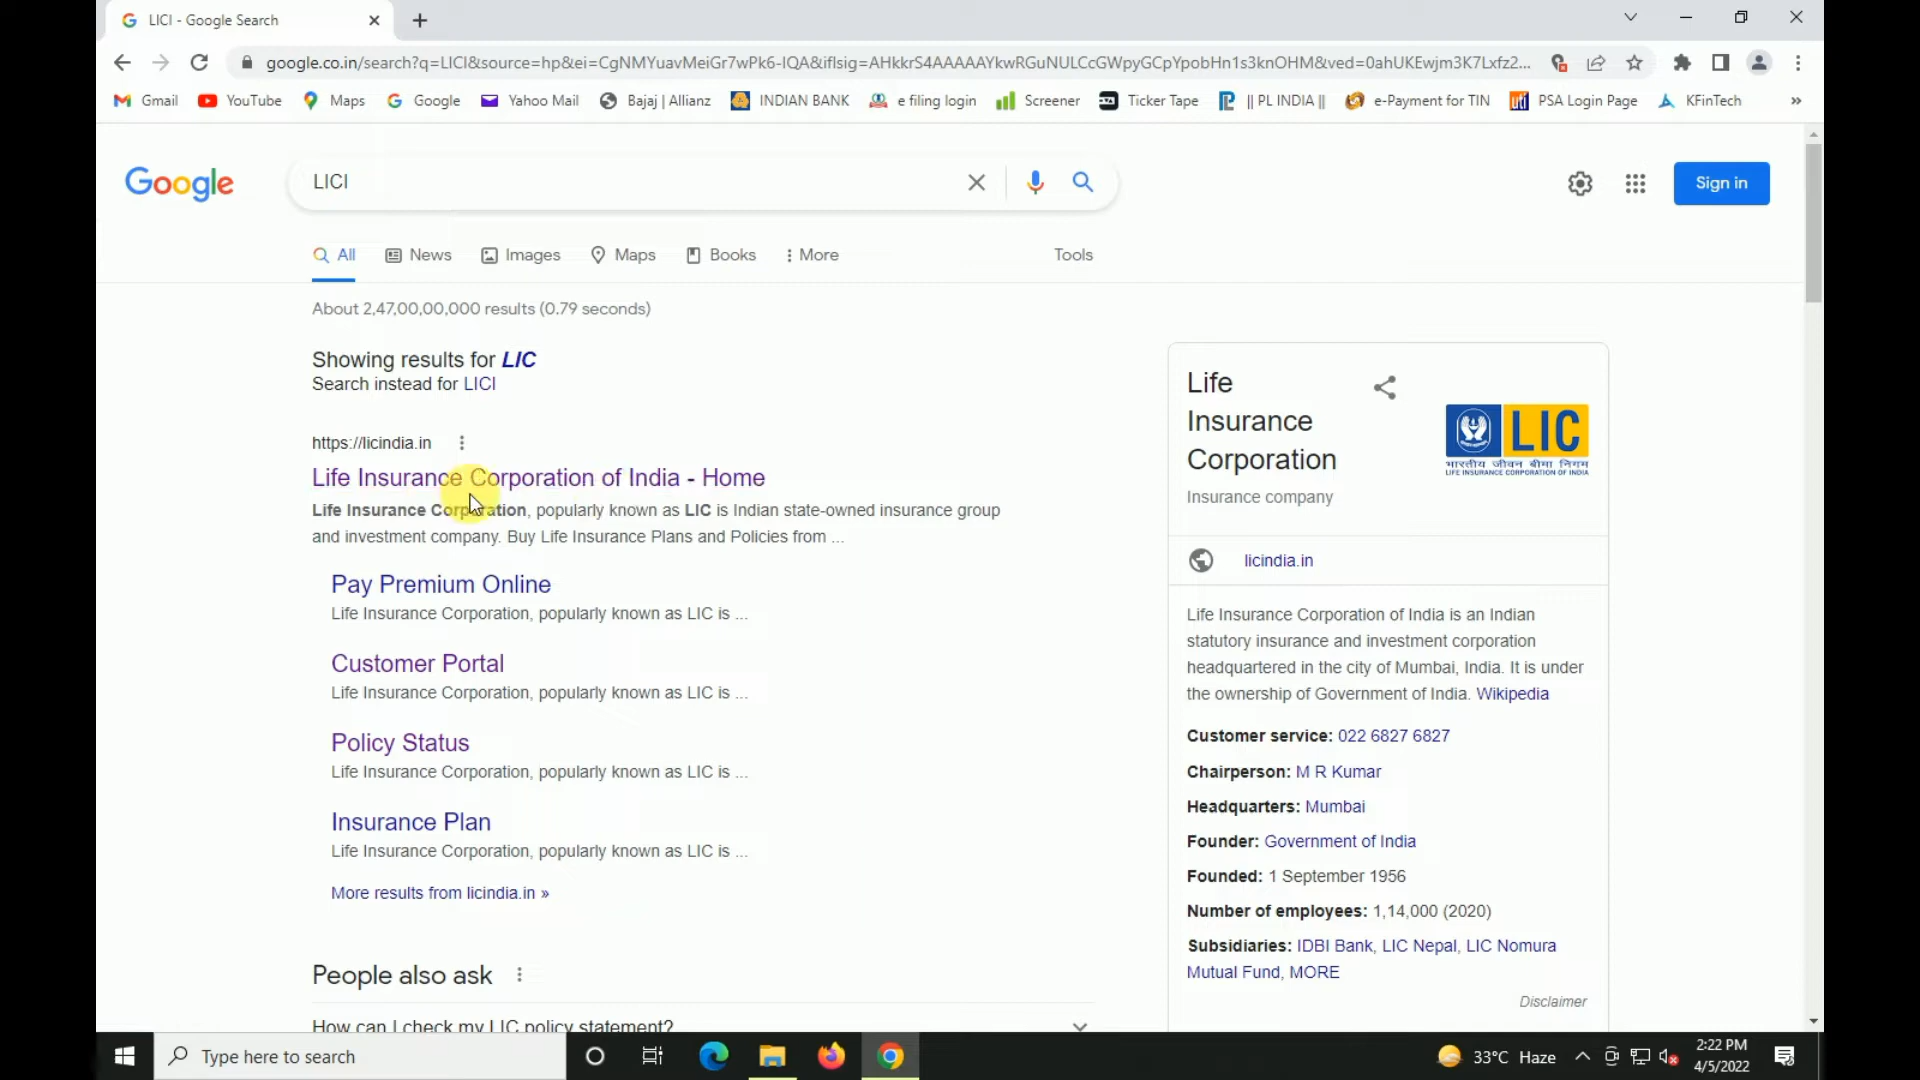 LICI - Google Search
google.co.in/search?q=LICI&source=hp&ei=CgNMYuavMeiGr7wPk6-IQA&iflsig=AHkkrS4AAAAAYkwRGuNULCcGWpyGCpYpobHn1s3knOHM&ved=0ahUKEwjm3K7Lxfz2...
Gmail YouTube Maps Google Yahoo Mail Bajaj | Allianz INDIAN BANK e filing login Screener Ticker Tape || PL INDIA || e-Payment for TIN uti PSA Login Page KFinTech »
Google LICI Sign in
All News Images Maps Books More Tools
About 2,47,00,00,000 results (0.79 seconds)
Showing results for LIC
Search instead for LICI
https://licindia.in
Life Insurance Corporation of India - Home
Life Insurance Corporation, popularly known as LIC is Indian state-owned insurance group
and investment company. Buy Life Insurance Plans and Policies from ...
Pay Premium Online
Life Insurance Corporation, popularly known as LIC is ...
Customer Portal
Life Insurance Corporation, popularly known as LIC is ...
Policy Status
Life Insurance Corporation, popularly known as LIC is ...
Insurance Plan
Life Insurance Corporation, popularly known as LIC is ...
More results from licindia.in »
People also ask
How can I check my LIC policy statement?
Life
Insurance
Corporation
Insurance company
LIC
भारतीय जीवन बीमा निगम
LIFE INSURANCE CORPORATION OF INDIA
licindia.in
Life Insurance Corporation of India is an Indian
statutory insurance and investment corporation
headquartered in the city of Mumbai, India. It is under
the ownership of Government of India. Wikipedia
Customer service: 022 6827 6827
Chairperson: M R Kumar
Headquarters: Mumbai
Founder: Government of India
Founded: 1 September 1956
Number of employees: 1,14,000 (2020)
Subsidiaries: IDBI Bank, LIC Nepal, LIC Nomura
Mutual Fund, MORE
Disclaimer
Type here to search
33°C Haze
2:22 PM
4/5/2022